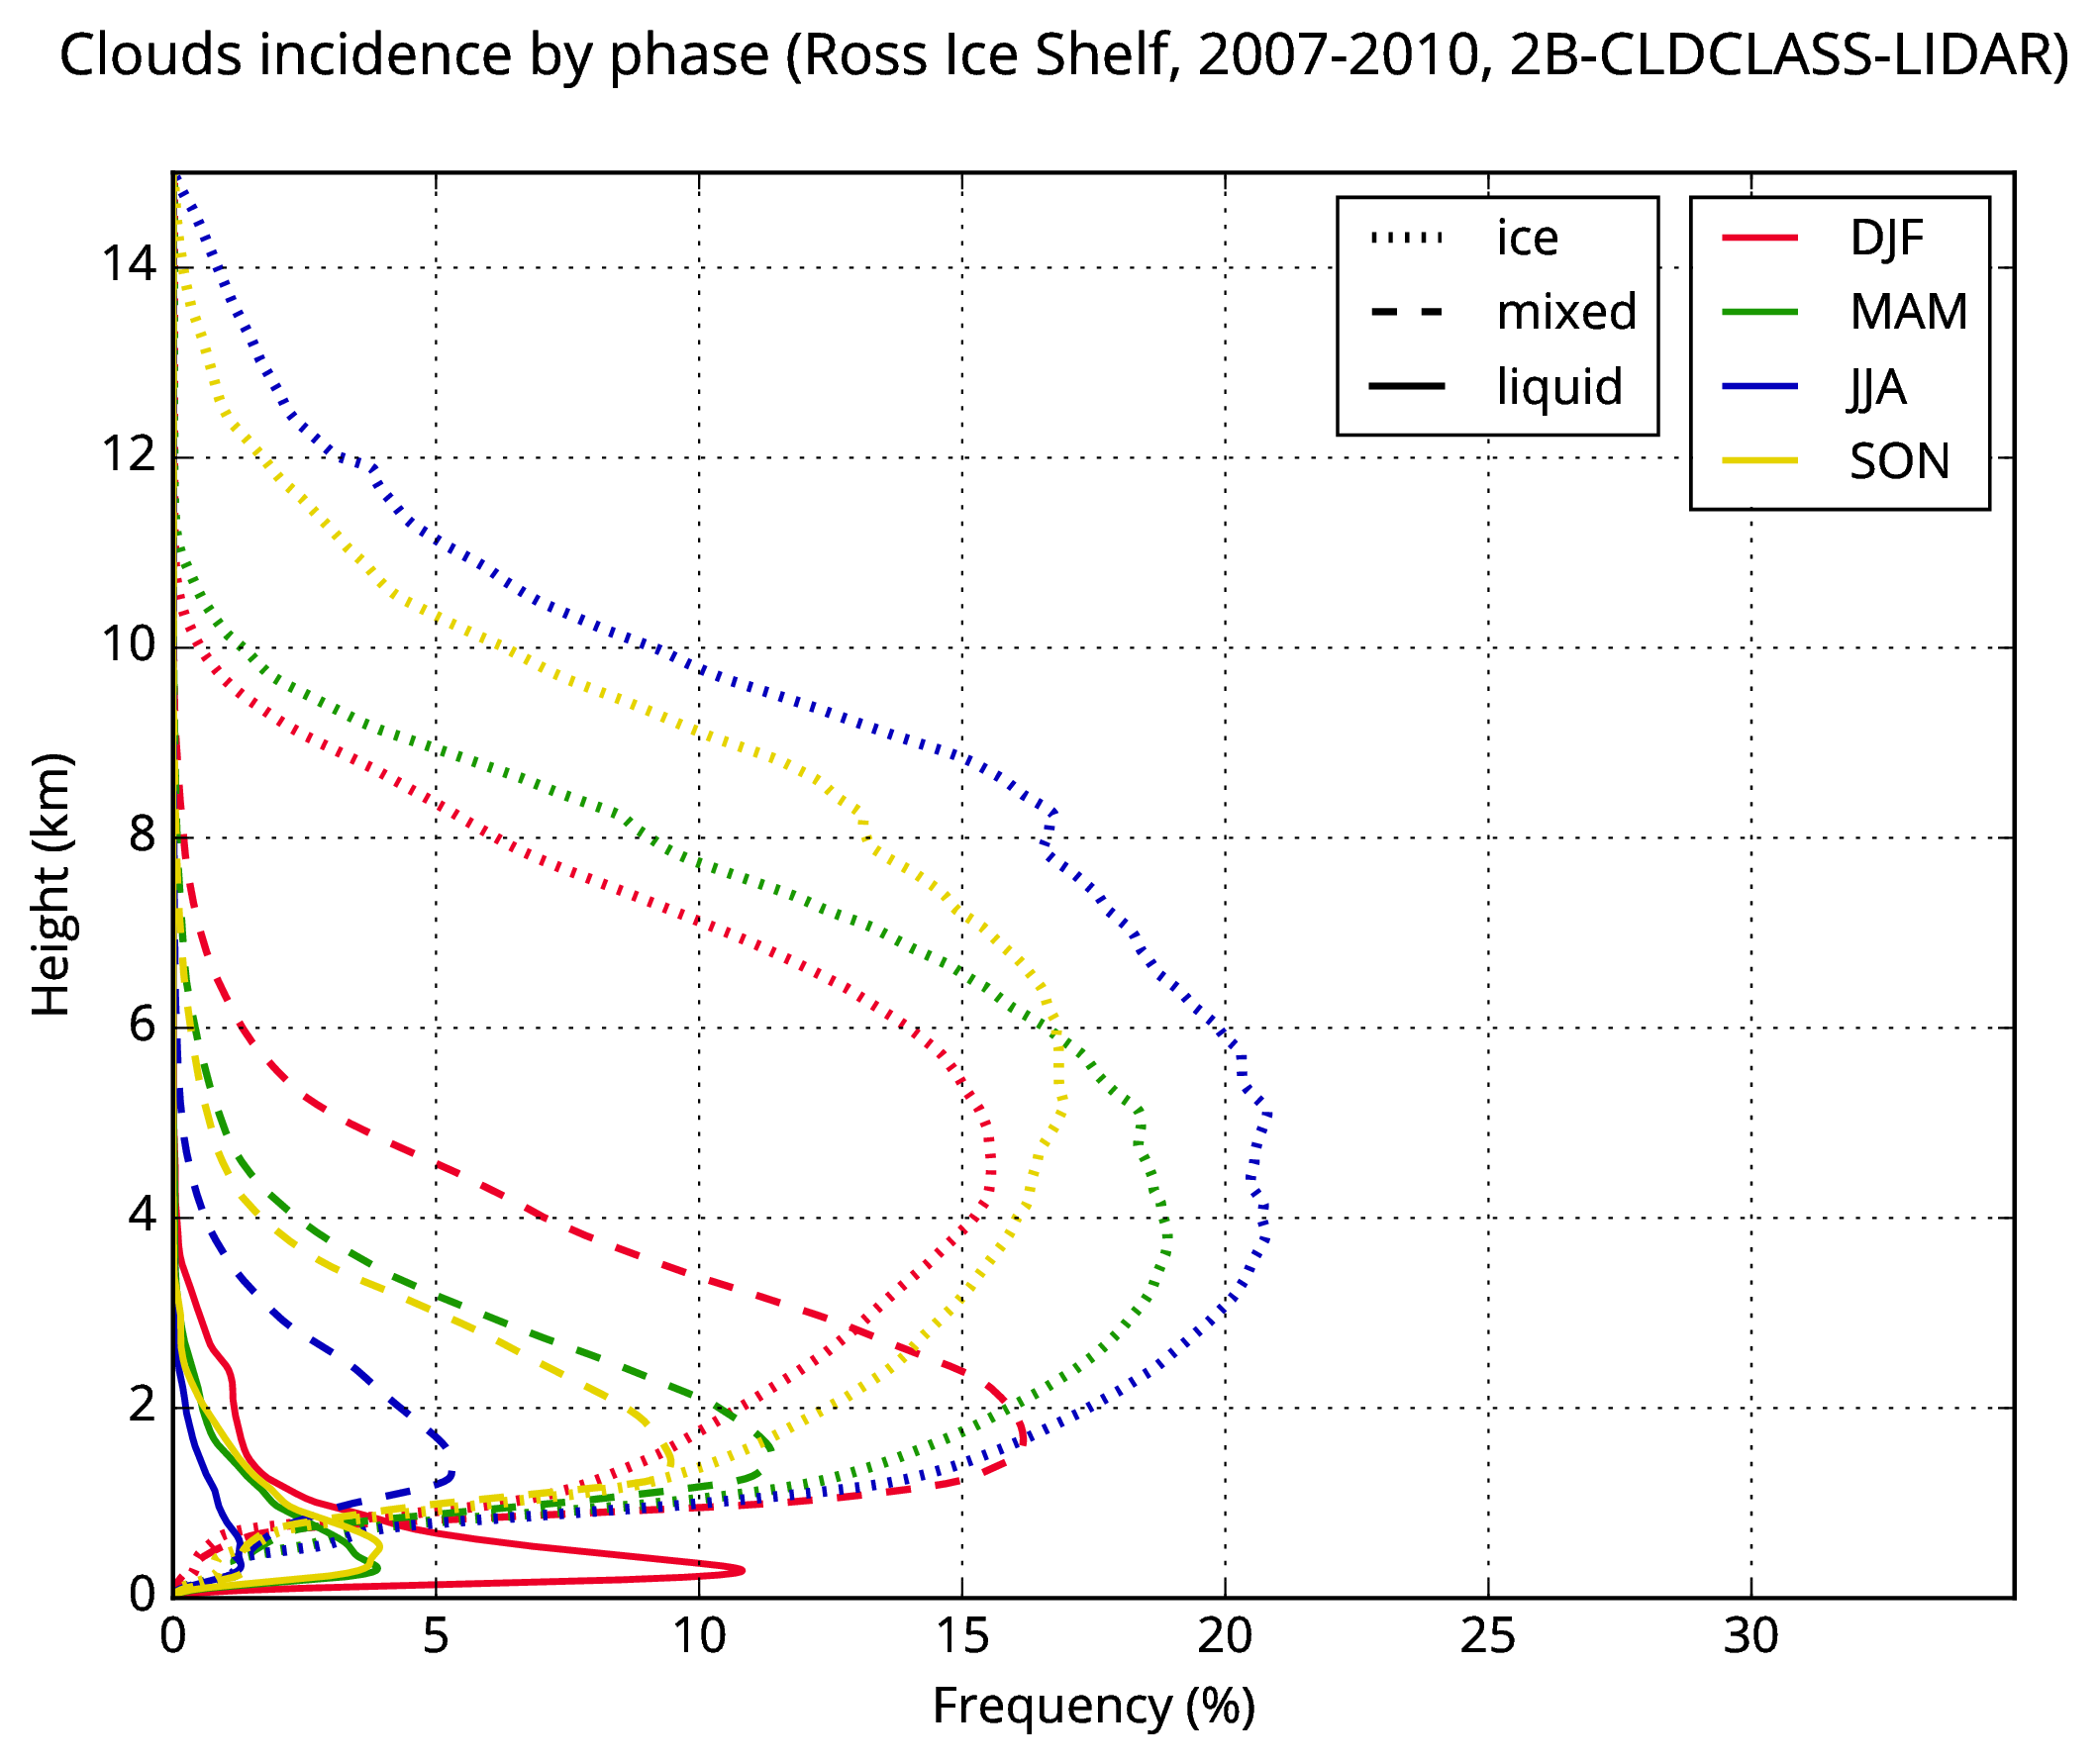 Clouds incidence by phase (Ross Ice Shelf, 2007-2010, 2B-CLDCLASS-LIDAR)
ice
mixed
liquid
DJF
MAM
JJA
SON
Height (km)
14
12
10
8
6
4
2
0
0 5 10 15 20 25 30
Frequency (%)